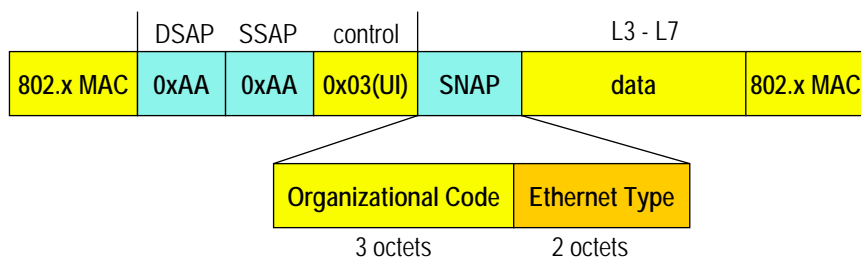 DSAP SSAP control L3 - L7
802.x MAC 0xAA 0xAA 0x03(UI) SNAP data 802.x MAC
Organizational Code Ethernet Type
3 octets 2 octets